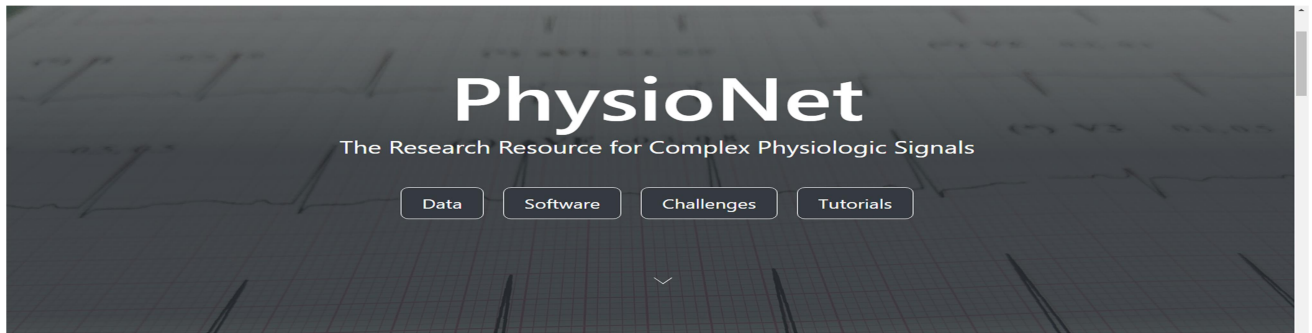 PhysioNet
The Research Resource for Complex Physiologic Signals
Data Software Challenges Tutorials